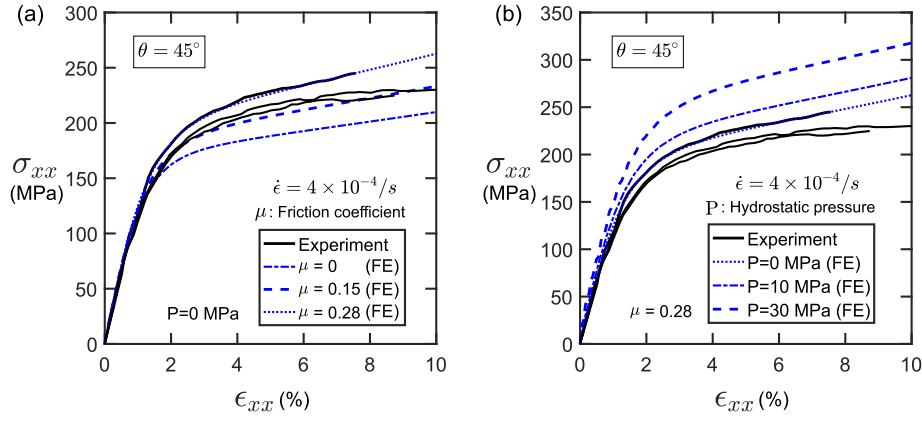 (a)
300
250
200
150
100
50
0
σxx
(MPa)
θ = 45°
ε̇ = 4 × 10⁻⁴/s
μ : Friction coefficient
Experiment
μ = 0 (FE)
μ = 0.15 (FE)
μ = 0.28 (FE)
P=0 MPa
0 2 4 6 8 10
ϵxx (%)
(b)
350
300
250
200
150
100
50
0
σxx
(MPa)
θ = 45°
ε̇ = 4 × 10⁻⁴/s
P : Hydrostatic pressure
Experiment
P=0 MPa (FE)
P=10 MPa (FE)
P=30 MPa (FE)
μ = 0.28
0 2 4 6 8 10
ϵxx (%)